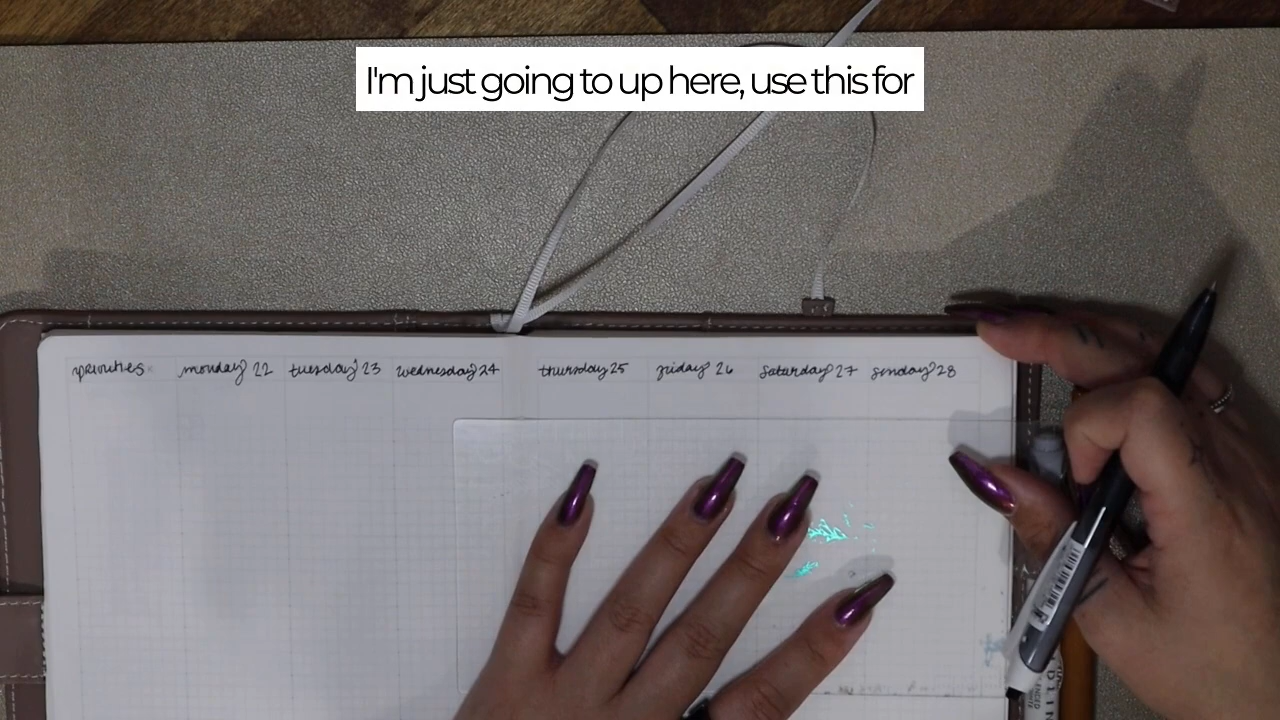 I'm just going to up here, use this for
priorities monday 22 tuesday 23 wednesday 24 thursday 25 friday 26 saturday 27 sunday 28